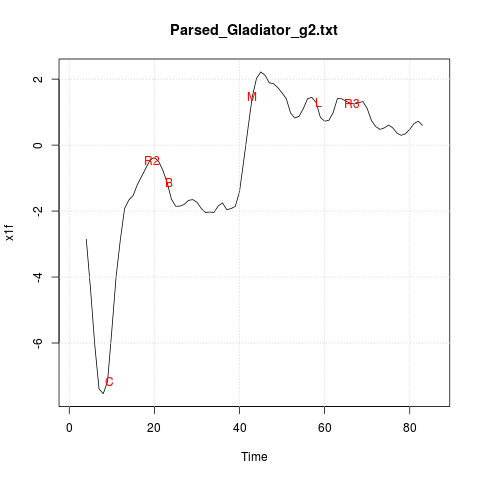 Parsed_Gladiator_g2.txt
x1f
2
0
-2
-4
-6
M
L
R3
R2
B
C
0 20 40 60 80
Time